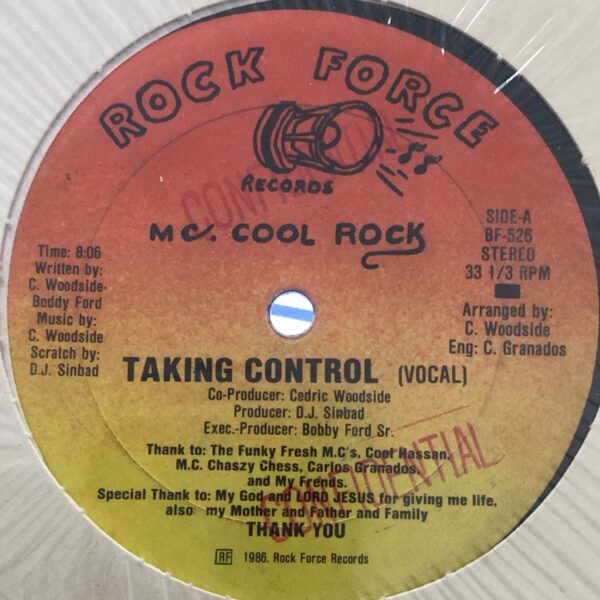 ROCK FORCE
RECORDS
CONFIDENTIAL
M.C. COOL ROCK
SIDE-A
BF-526
STEREO
33 1/3 RPM
Time: 8:06
Written by:
C. Woodside-
Boddy Ford
Music by:
C. Woodside
Scratch by:
D.J. Sinbad
Arranged by:
C. Woodside
Eng: C. Granados
TAKING CONTROL (VOCAL)
Co-Producer: Cedric Woodside
Producer: D.J. Sinbad
Exec.-Producer: Bobby Ford Sr.
Thank to: The Funky Fresh M.C's, Cool Hassan,
M.C. Chaszy Chess, Carlos Granados,
and My Frends.
Special Thank to: My God and LORD JESUS for giving me life,
also: my Mother and Father and Family
THANK YOU
CONFIDENTIAL
RF 1986, Rock Force Records